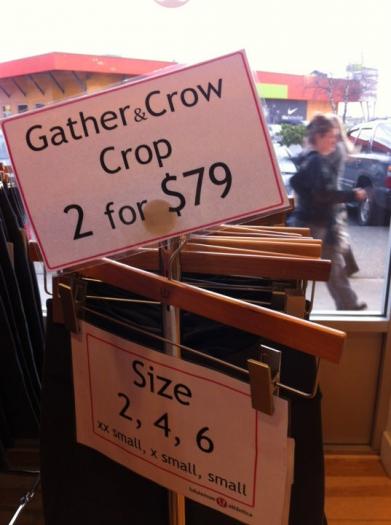 Gather & Crow
Crop
2 for $79
Size
2, 4, 6
xx small, x small, small
lululemon athletica